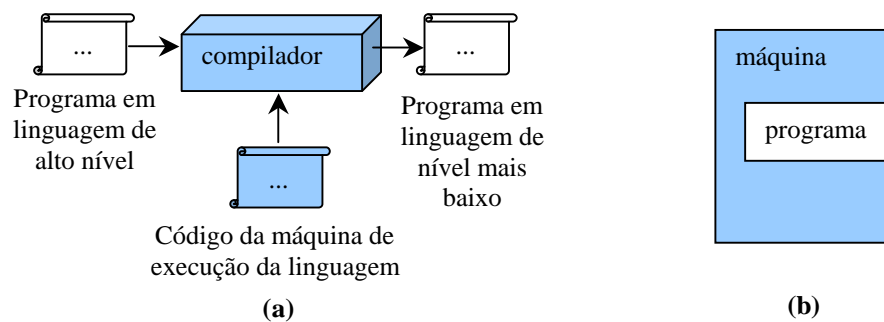 ...
compilador
...
Programa em
linguagem de
alto nível
Programa em
linguagem de
nível mais
baixo
...
Código da máquina de
execução da linguagem
(a)
máquina
programa
(b)